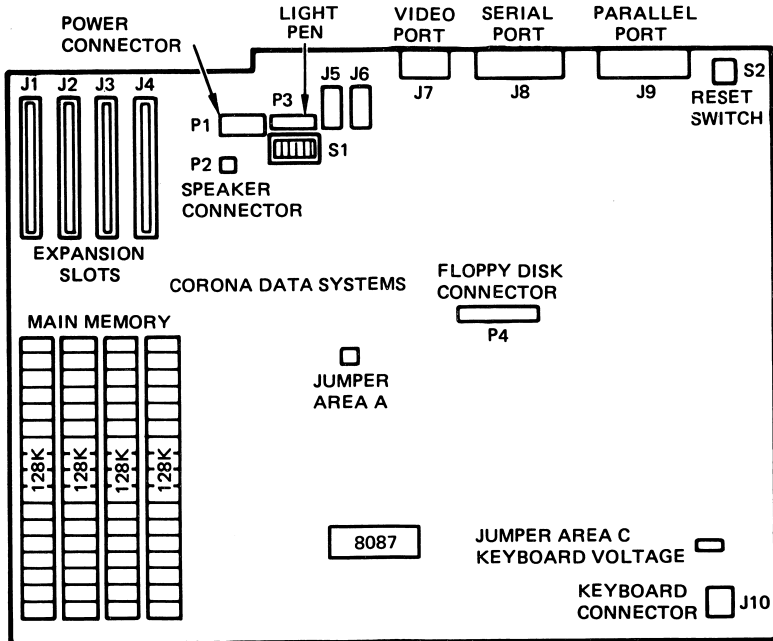 POWER
CONNECTOR
LIGHT
PEN
VIDEO
PORT
SERIAL
PORT
PARALLEL
PORT
J1
J2
J3
J4
P1
P3
J5
J6
J7
J8
J9
S2
RESET
SWITCH
S1
P2
SPEAKER
CONNECTOR
EXPANSION
SLOTS
CORONA DATA SYSTEMS
FLOPPY DISK
CONNECTOR
P4
MAIN MEMORY
JUMPER
AREA A
128K
128K
128K
128K
8087
JUMPER AREA C
KEYBOARD VOLTAGE
KEYBOARD
CONNECTOR
J10